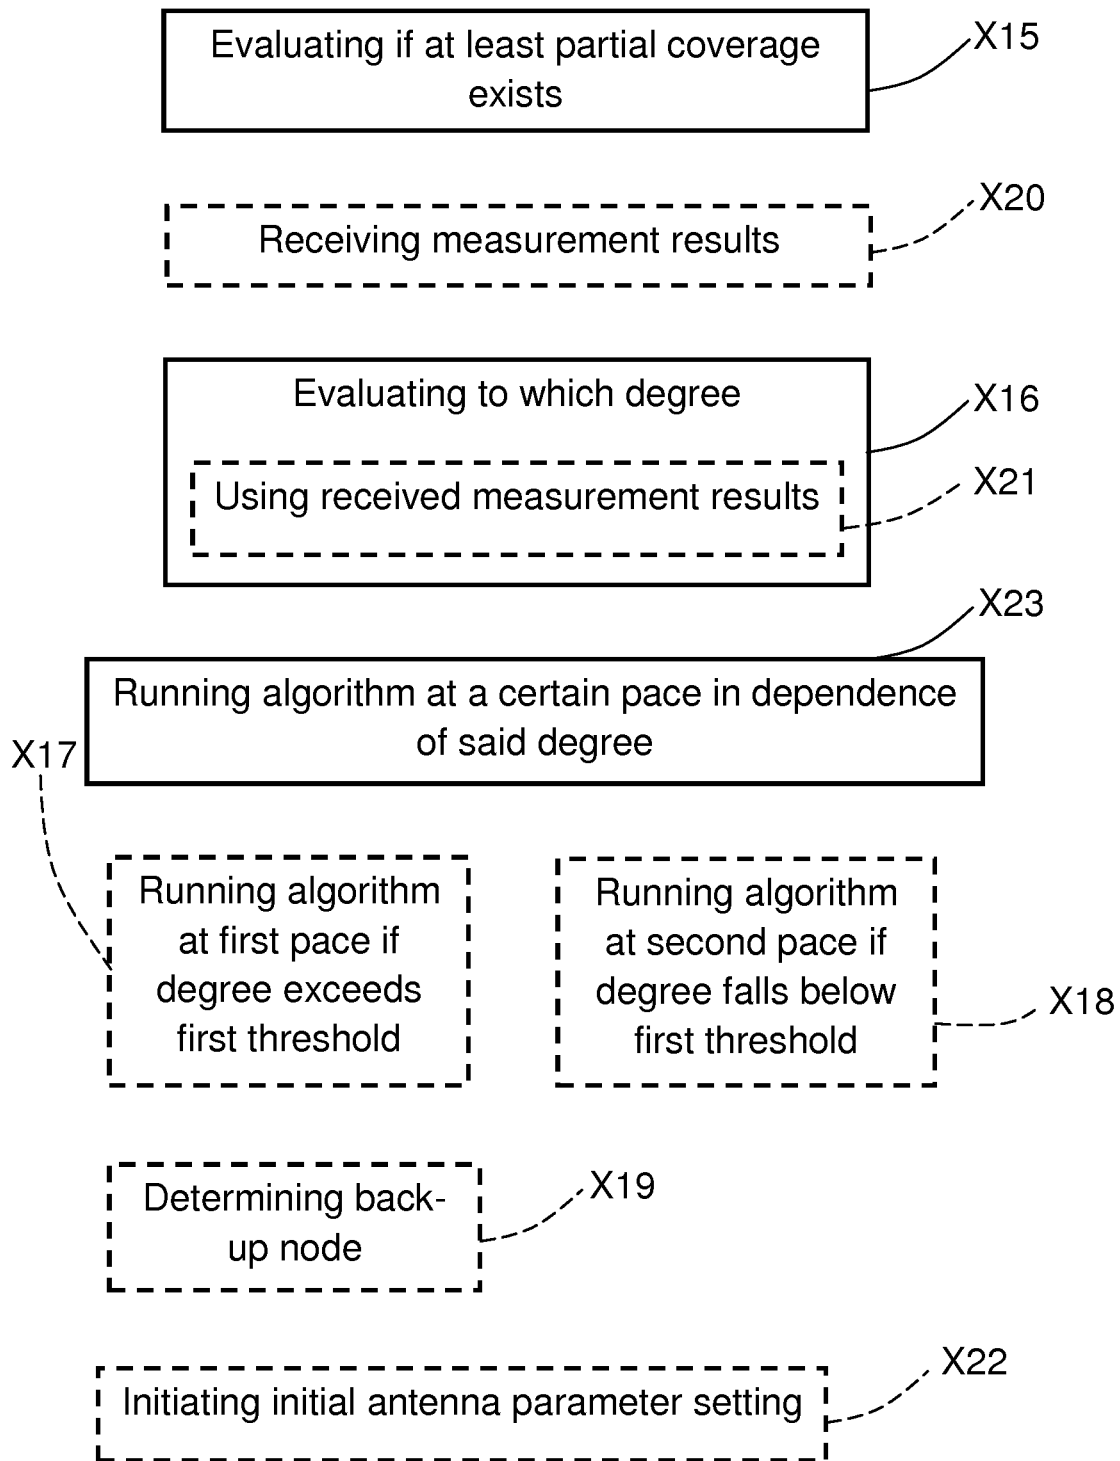 Evaluating if at least partial coverage
exists
X15
X20
Receiving measurement results
Evaluating to which degree
X16
Using received measurement results
X21
X23
Running algorithm at a certain pace in dependence
of said degree
X17
Running algorithm
at first pace if
degree exceeds
first threshold
Running algorithm
at second pace if
degree falls below
first threshold
X18
Determining back-
up node
X19
X22
Initiating initial antenna parameter setting